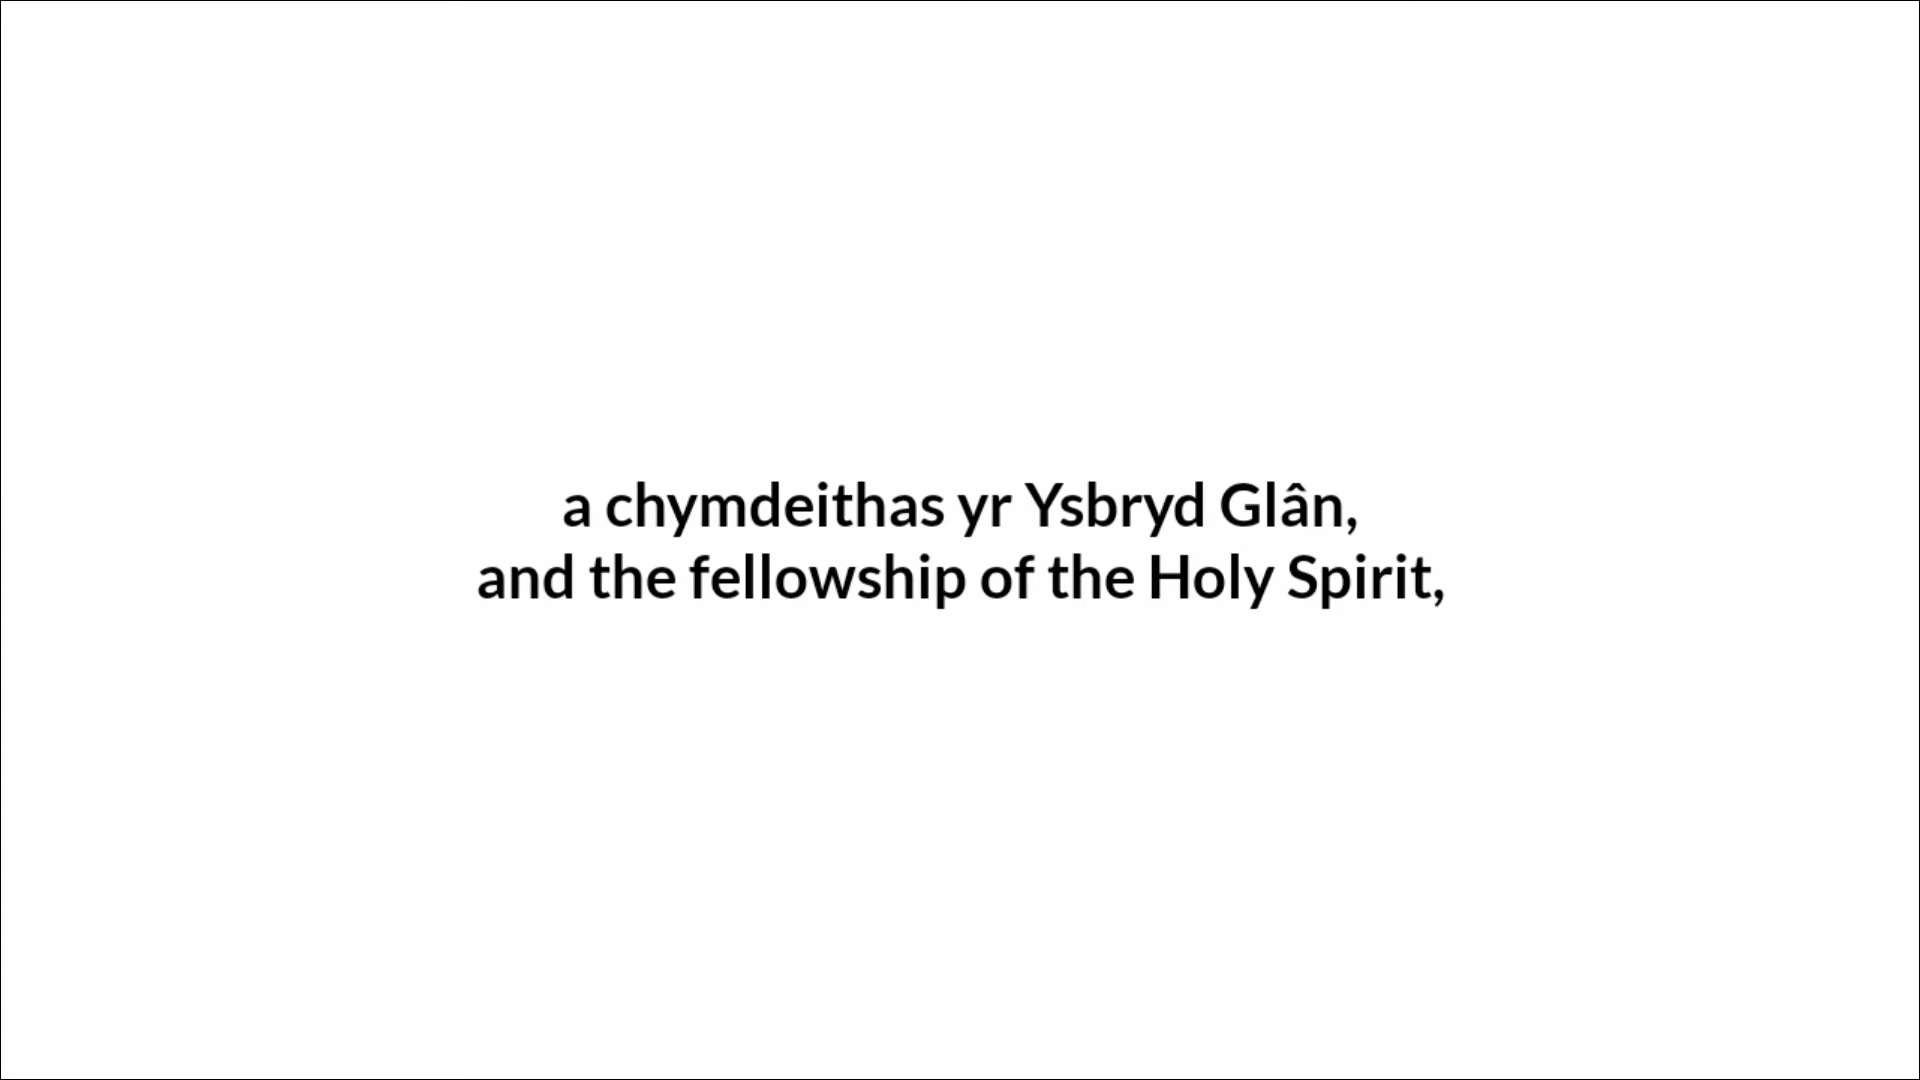 a chymdeithas yr Ysbryd Glân,
and the fellowship of the Holy Spirit,